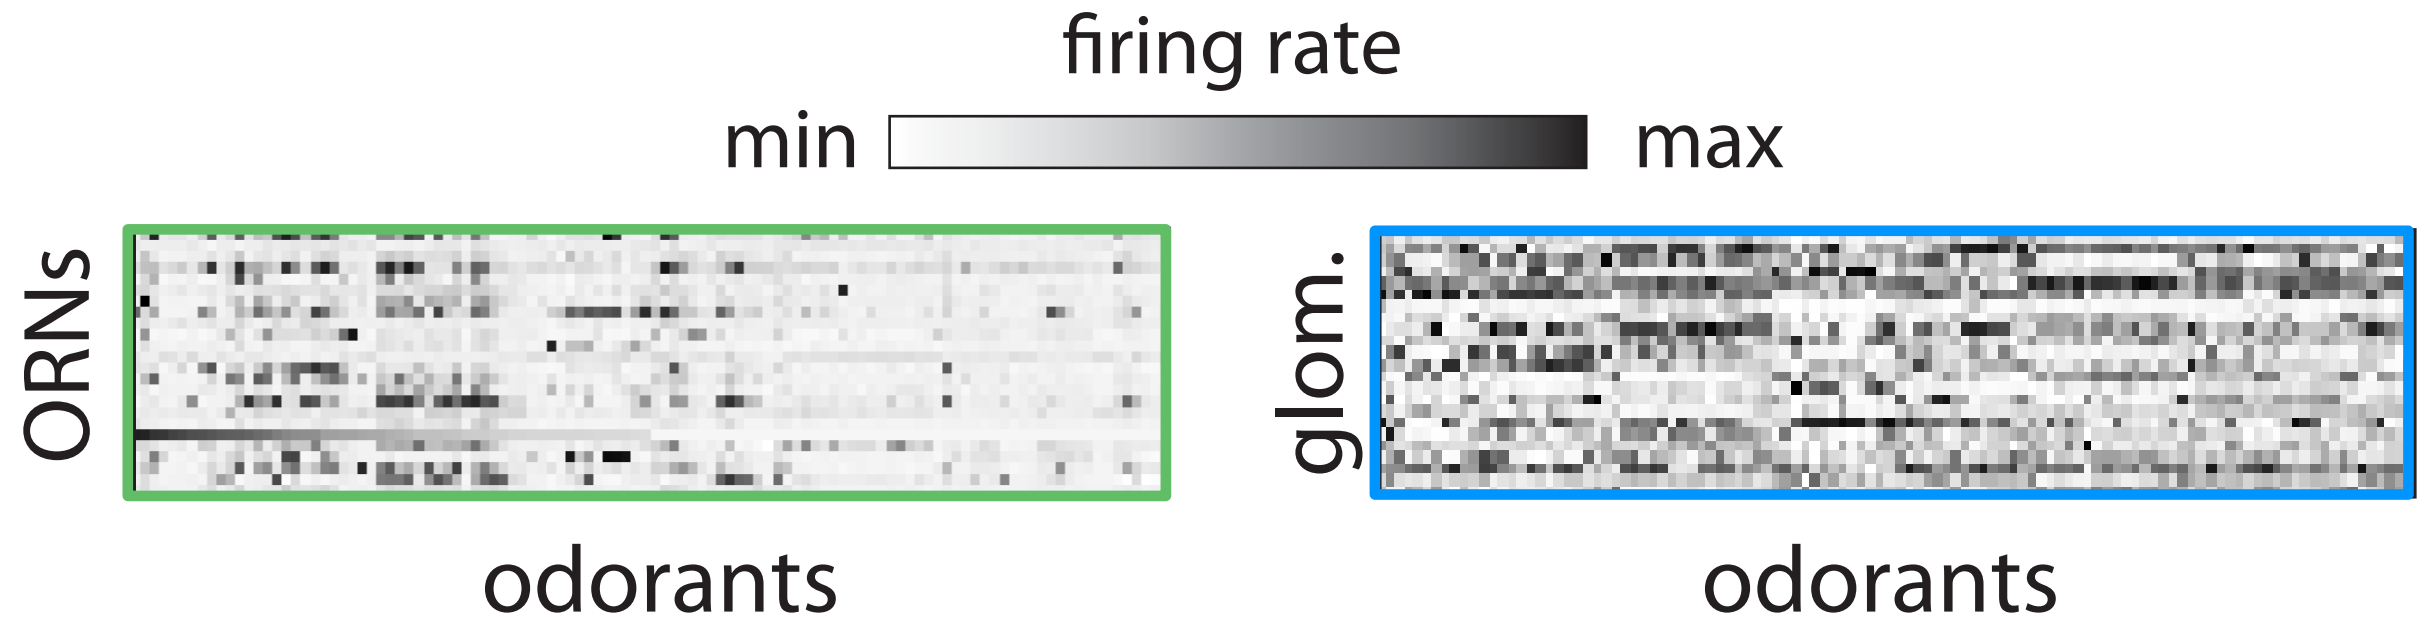 firing rate
min max
ORNs
odorants
glom.
odorants